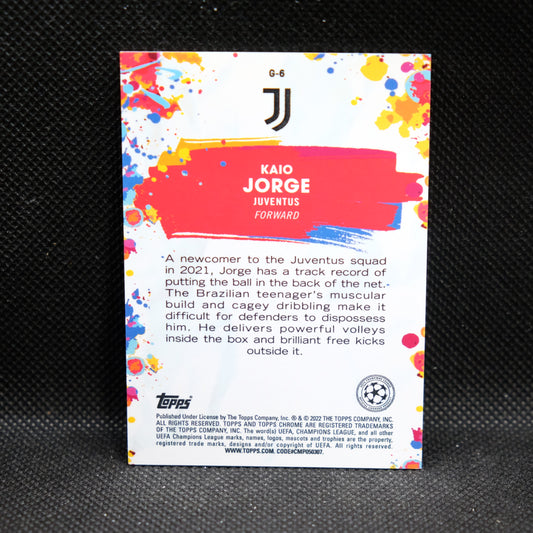 G-6
KAIO
JORGE
JUVENTUS
FORWARD
A newcomer to the Juventus squad
in 2021, Jorge has a track record of
putting the ball in the back of the net.
The Brazilian teenager's muscular
build and cagey dribbling make it
difficult for defenders to dispossess
him. He delivers powerful volleys
inside the box and brilliant free kicks
outside it.
Topps
Published Under License by The Topps Company, Inc. ® & © 2022 THE TOPPS COMPANY, INC.
ALL RIGHTS RESERVED. TOPPS AND TOPPS CHROME ARE REGISTERED TRADEMARKS
OF THE TOPPS COMPANY, INC. The word(s) UEFA, CHAMPIONS LEAGUE, and all other
UEFA Champions League marks, names, logos, mascots and trophies are the property,
registered trade marks, designs and/or copyright of UEFA. All rights reserved.
WWW.TOPPS.COM. CODE#CMP050307.